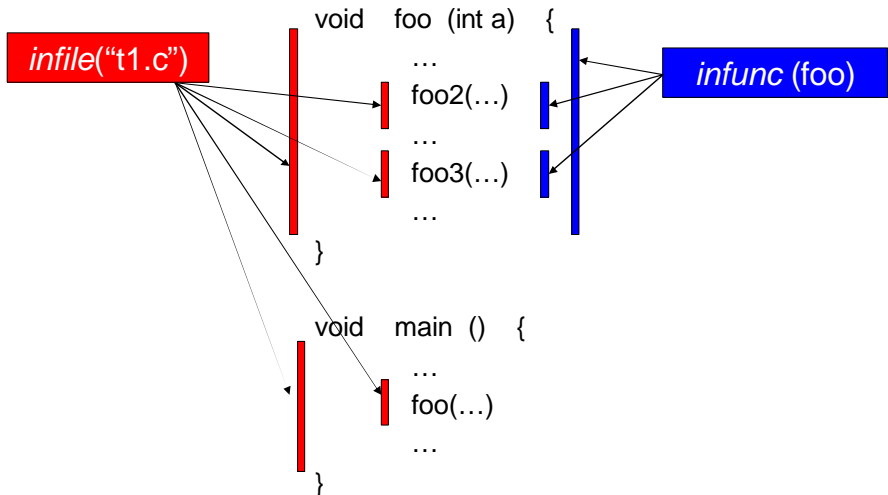 void foo (int a) {
infile(“t1.c”)
…
infunc (foo)
foo2(…)
…
foo3(…)
…
}
void main () {
…
foo(…)
…
}